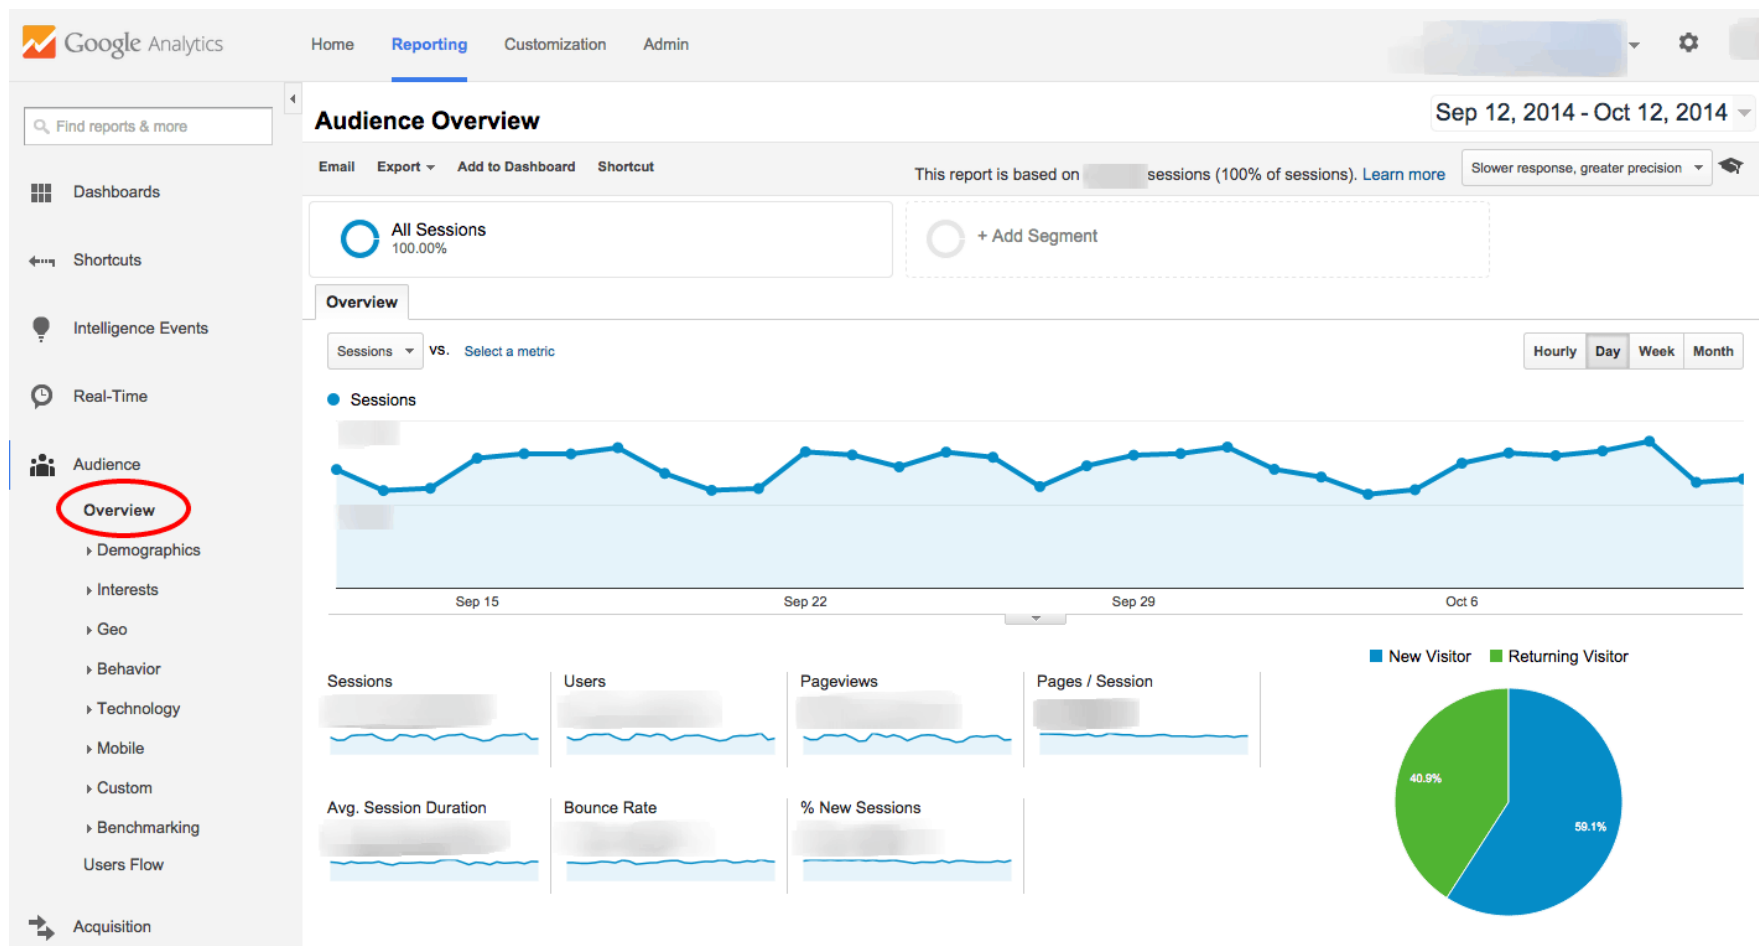 Google Analytics
Home Reporting Customization Admin
Find reports & more
Audience Overview
Sep 12, 2014 - Oct 12, 2014
Email Export Add to Dashboard Shortcut
This report is based on sessions (100% of sessions). Learn more
Slower response, greater precision
Dashboards
Shortcuts
Intelligence Events
Real-Time
Audience
Overview
Demographics
Interests
Geo
Behavior
Technology
Mobile
Custom
Benchmarking
Users Flow
Acquisition
All Sessions
100.00%
+ Add Segment
Overview
Sessions VS. Select a metric
Hourly Day Week Month
Sessions
Sep 15 Sep 22 Sep 29 Oct 6
New Visitor Returning Visitor
Sessions Users Pageviews Pages / Session
40.9%
59.1%
Avg. Session Duration Bounce Rate % New Sessions